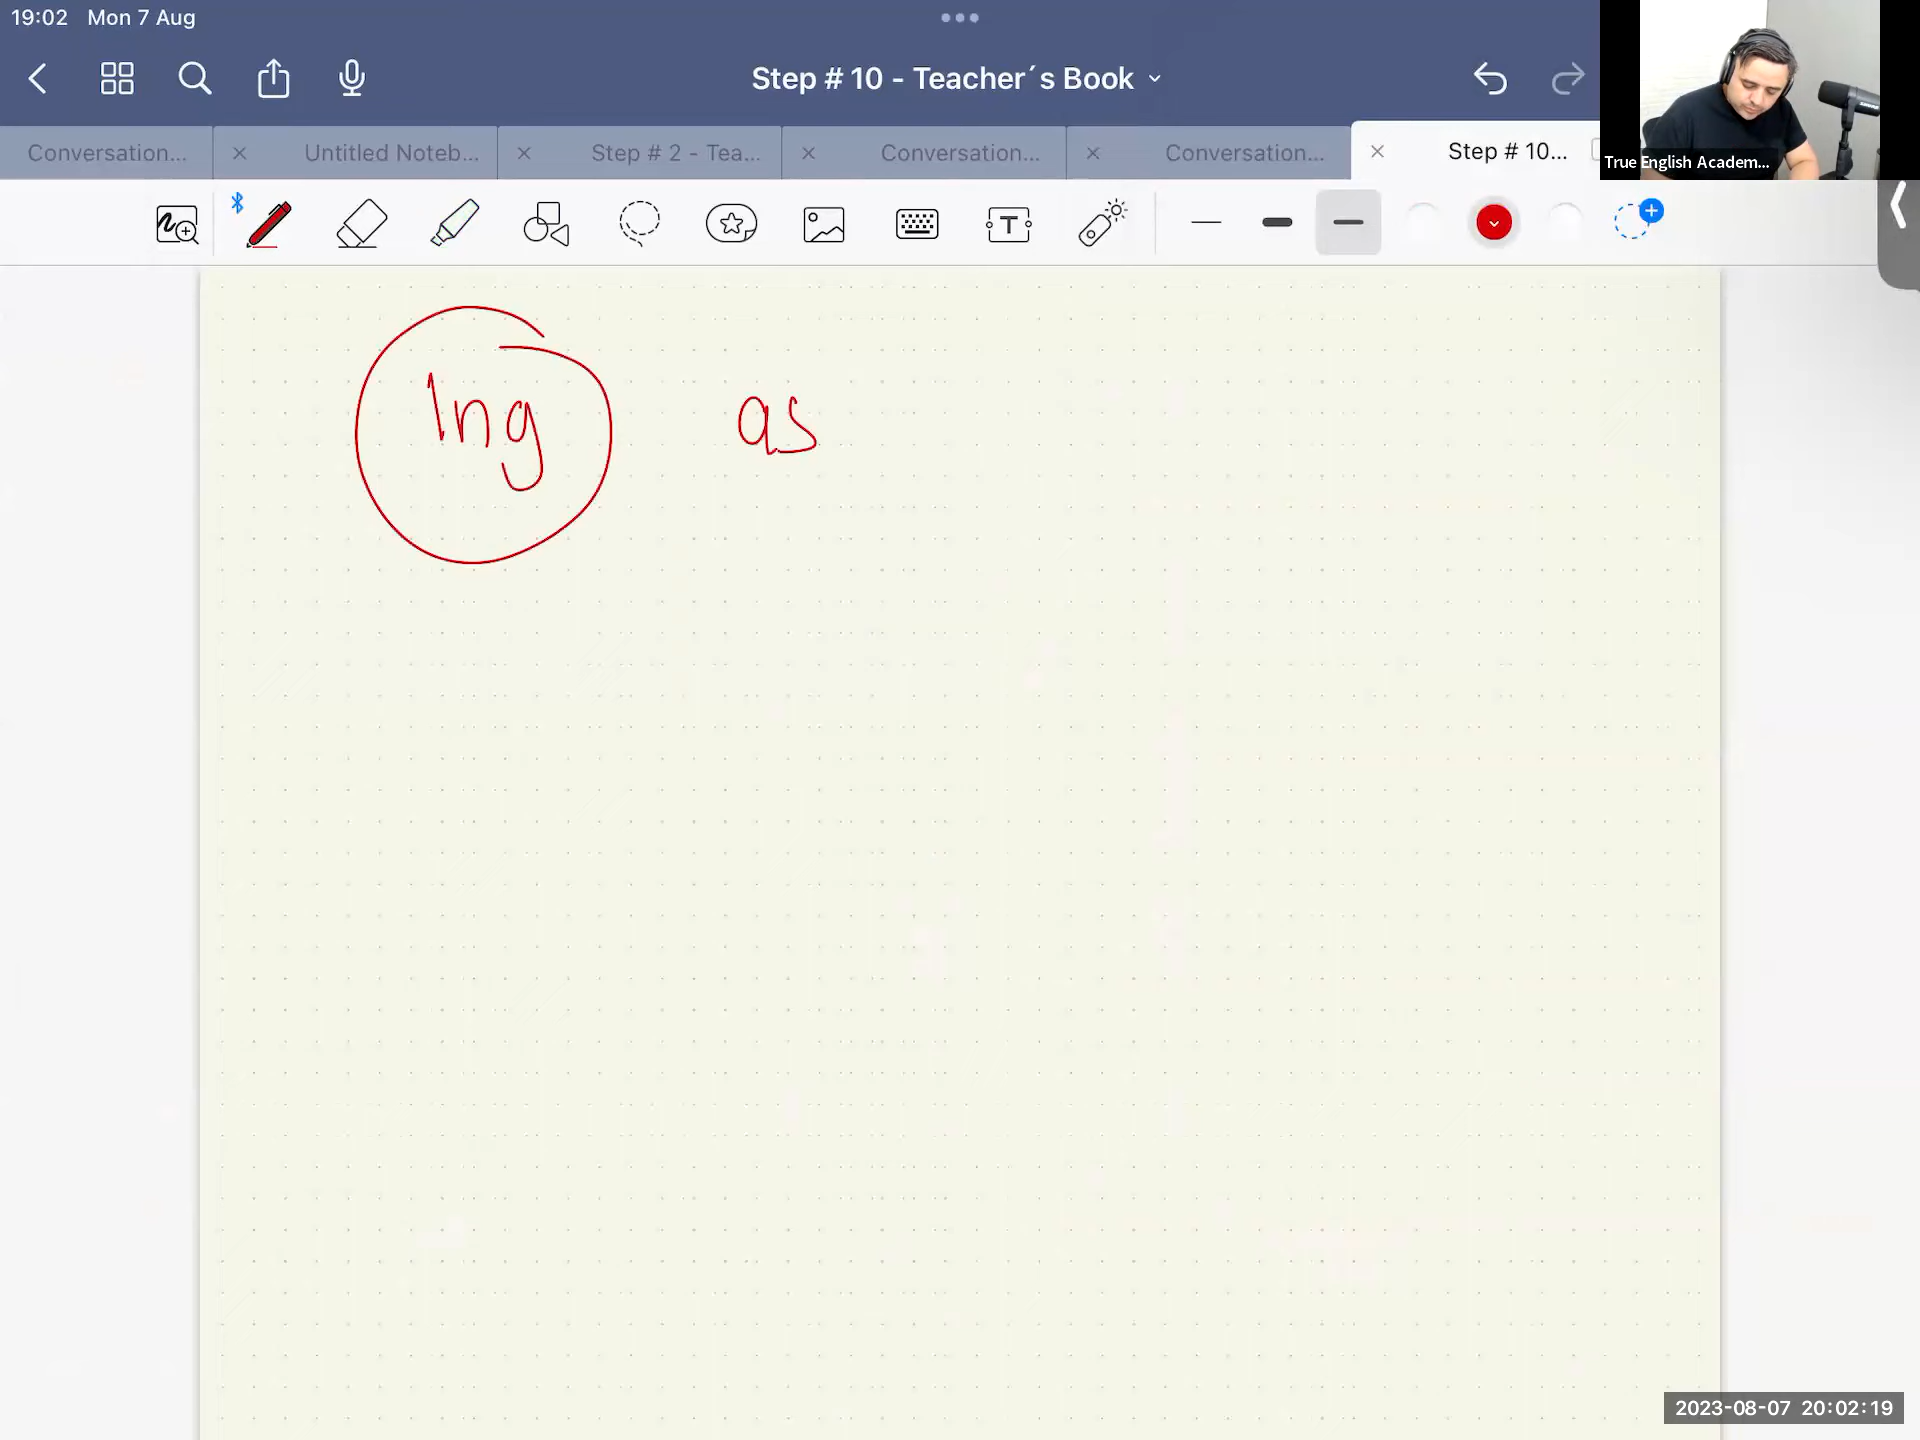 19:02 Mon 7 Aug
Step # 10 - Teacher´s Book
Conversation... Untitled Noteb... Step # 2 - Tea... Conversation... Conversation... Step # 10...
True English Academ...
Ing as
2023-08-07 20:02:19